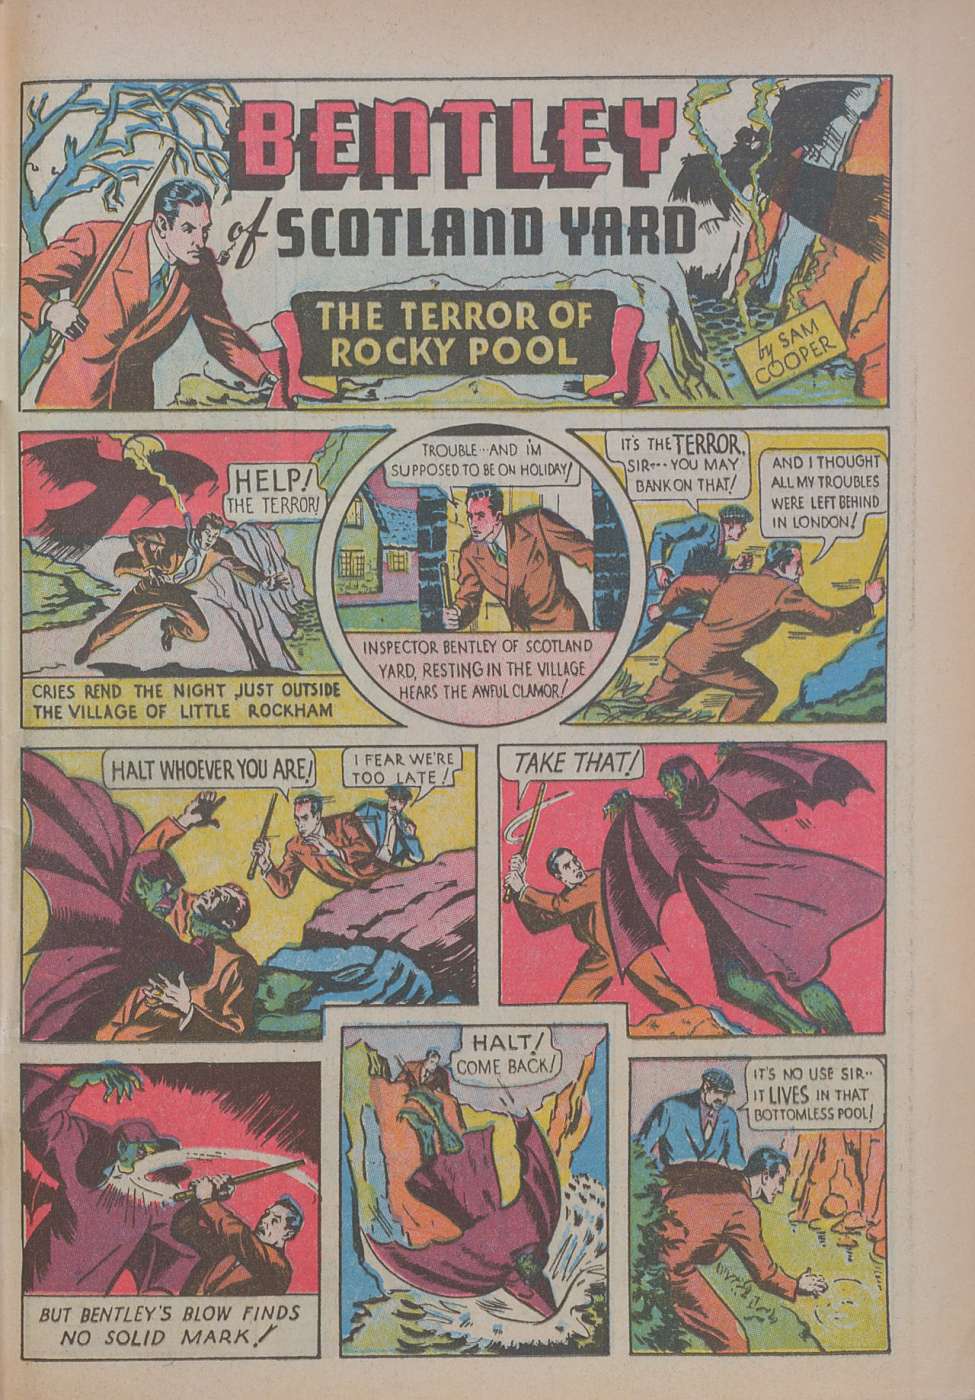 BENTLEY
of SCOTLAND YARD
THE TERROR OF
ROCKY POOL
by SAM
COOPER
HELP!
THE TERROR!
CRIES REND THE NIGHT JUST OUTSIDE
THE VILLAGE OF LITTLE ROCKHAM
TROUBLE--AND I'M
SUPPOSED TO BE ON HOLIDAY!
INSPECTOR BENTLEY OF SCOTLAND
YARD, RESTING IN THE VILLAGE
HEARS THE AWFUL CLAMOR!
IT'S THE TERROR,
SIR---YOU MAY
BANK ON THAT!
AND I THOUGHT
ALL MY TROUBLES
WERE LEFT BEHIND
IN LONDON!
HALT WHOEVER YOU ARE!
I FEAR WE'RE
TOO LATE!
TAKE THAT!
BUT BENTLEY'S BLOW FINDS
NO SOLID MARK!
HALT!
COME BACK!
IT'S NO USE SIR--
IT LIVES IN THAT
BOTTOMLESS POOL!